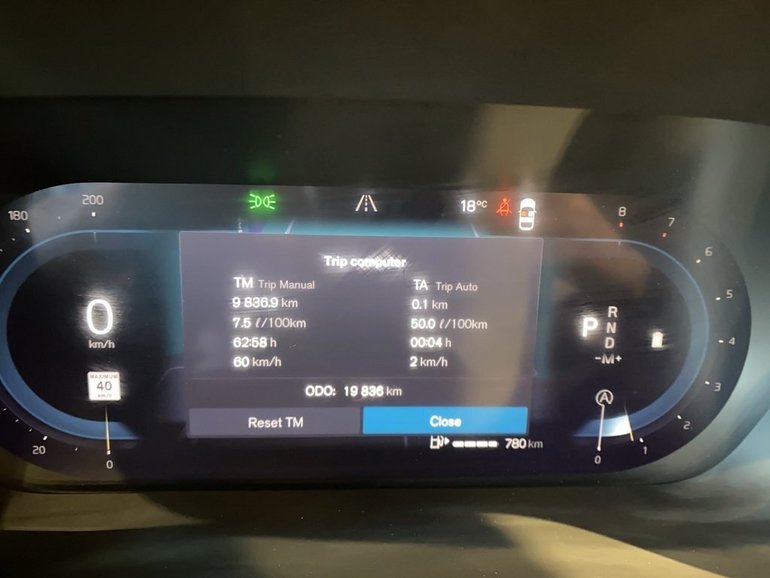 180
200
18°C
8
7
6
5
4
3
2
1
0
Trip computer
TM Trip Manual
TA Trip Auto
9 836.9 km
0.1 km
7.5 ℓ/100km
50.0 ℓ/100km
62:58 h
00:04 h
60 km/h
2 km/h
ODO: 19 836 km
Reset TM
Close
780 km
0
km/h
MAXIMUM
40
km/h
20
0
P
R
N
D
-M+
A